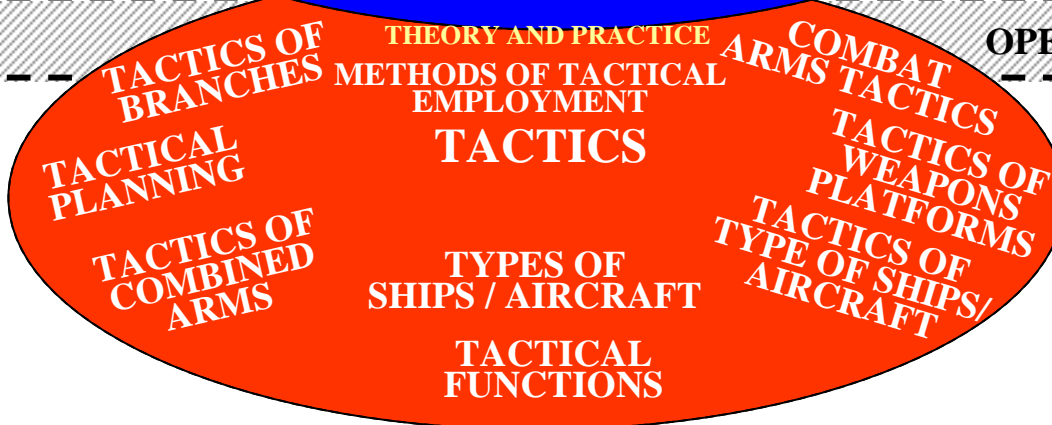 THEORY AND PRACTICE
METHODS OF TACTICAL
EMPLOYMENT
TACTICS
TACTICS OF
BRANCHES
TACTICAL
PLANNING
TACTICS OF
COMBINED
ARMS
TYPES OF
SHIPS / AIRCRAFT
TACTICAL
FUNCTIONS
COMBAT
ARMS TACTICS
TACTICS OF
WEAPONS
PLATFORMS
TACTICS OF
TYPE OF SHIPS/
AIRCRAFT
OPE